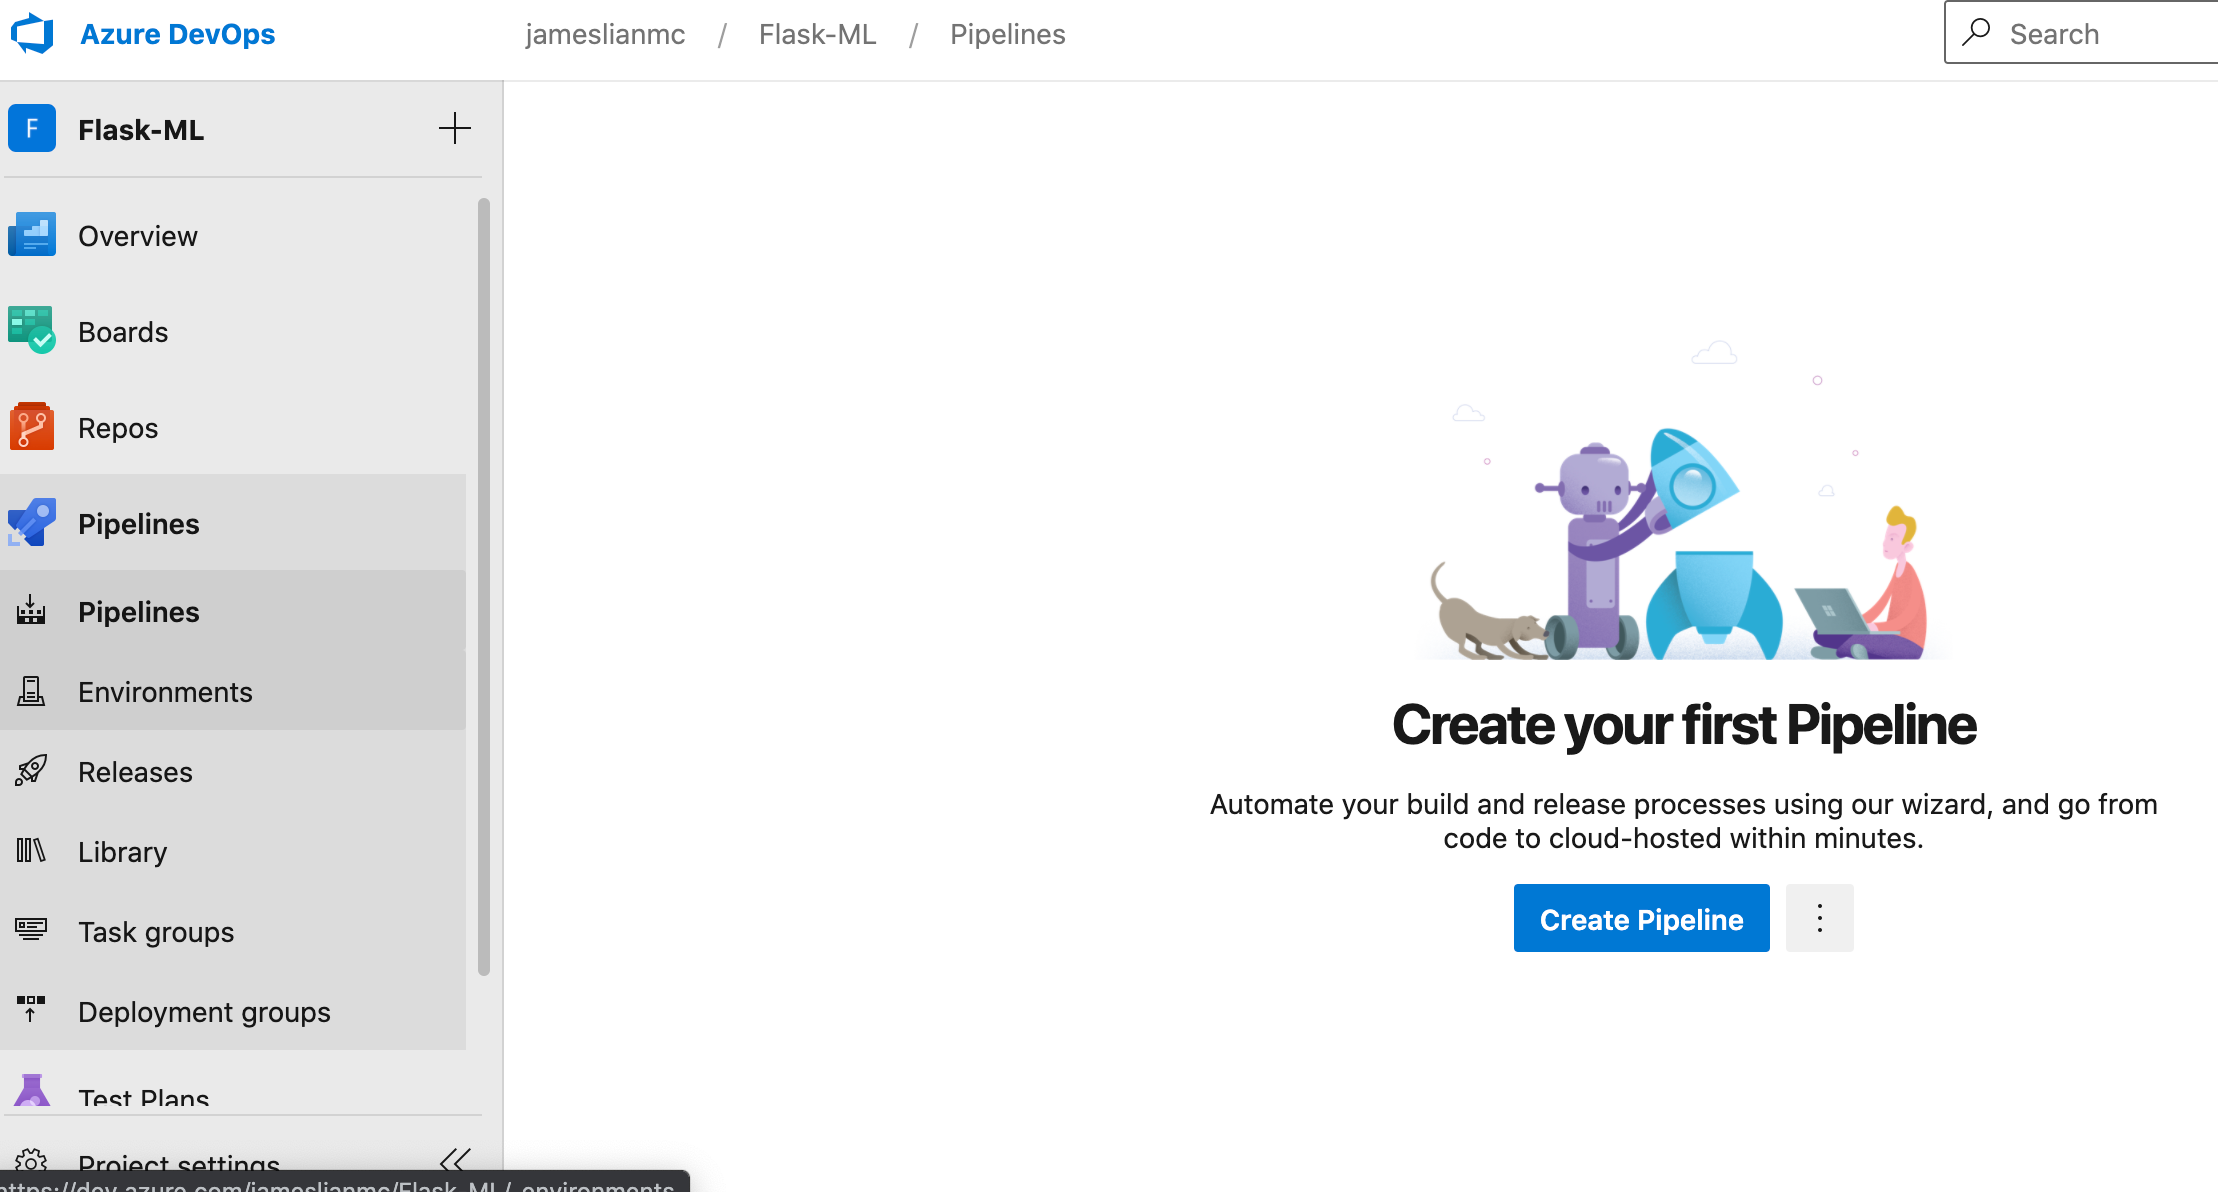 Azure DevOps
jameslianmc / Flask-ML / Pipelines
Search
F
Flask-ML
Overview
Boards
Repos
Pipelines
Pipelines
Environments
Releases
Library
Task groups
Deployment groups
Test Plans
Project settings
https://dev.azure.com/jameslianmc/Flask-ML/_environments
Create your first Pipeline
Automate your build and release processes using our wizard, and go from
code to cloud-hosted within minutes.
Create Pipeline